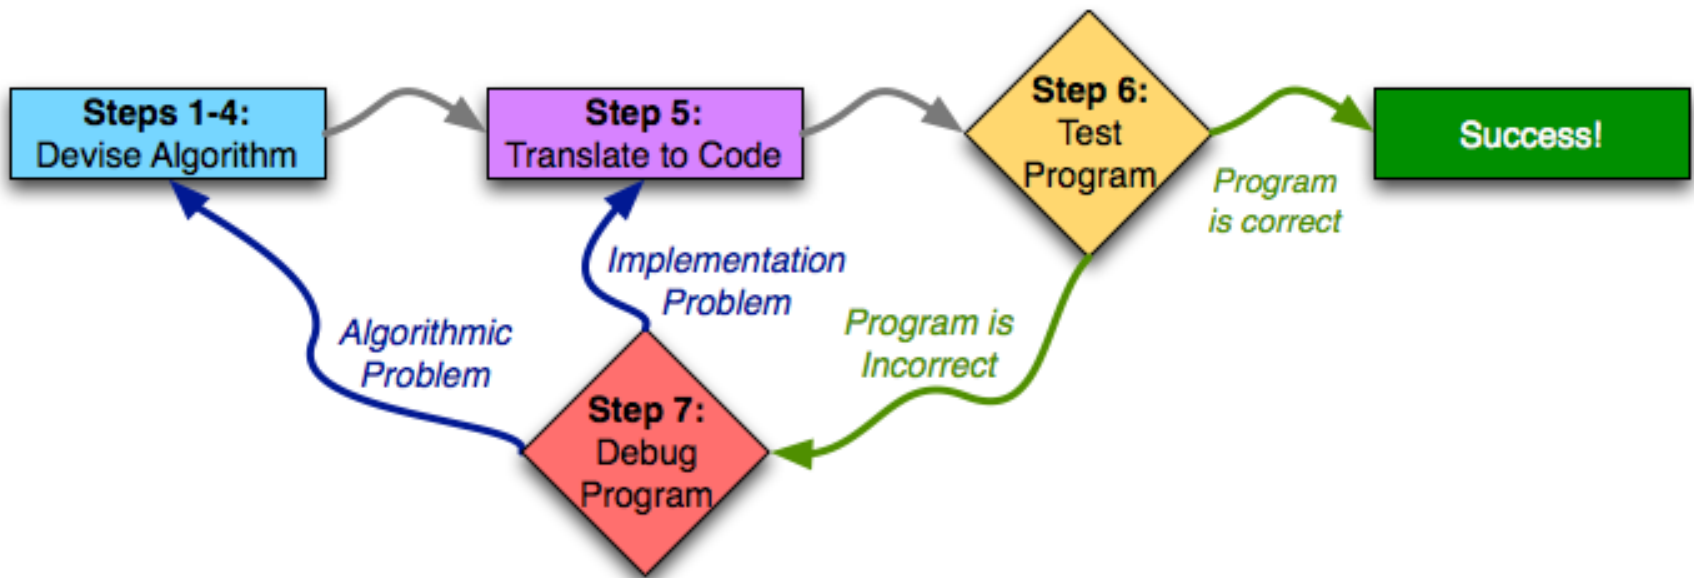 Steps 1-4:
Devise Algorithm
Step 5:
Translate to Code
Step 6:
Test
Program
Success!
Program
is correct
Implementation
Problem
Algorithmic
Problem
Program is
Incorrect
Step 7:
Debug
Program